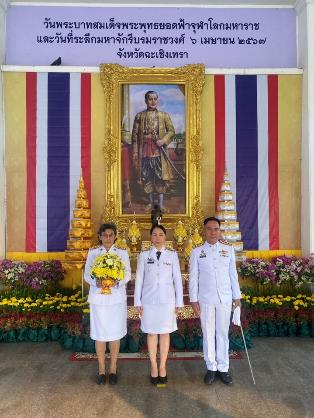 วันพระบาทสมเด็จพระพุทธยอดฟ้าจุฬาโลกมหาราช
และวันที่ระลึกมหาจักรีบรมราชวงศ์ ๖ เมษายน ๒๕๖๗
จังหวัดฉะเชิงเทรา